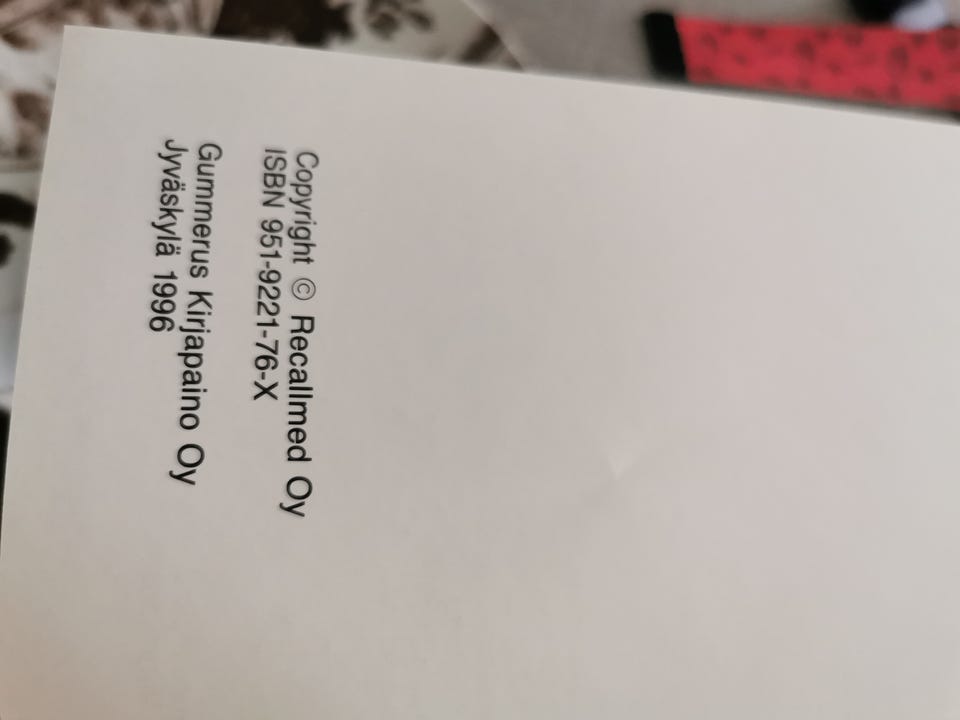 Copyright © Recallmed Oy
ISBN 951-9221-76-X
Gummerus Kirjapaino Oy
Jyväskylä 1996